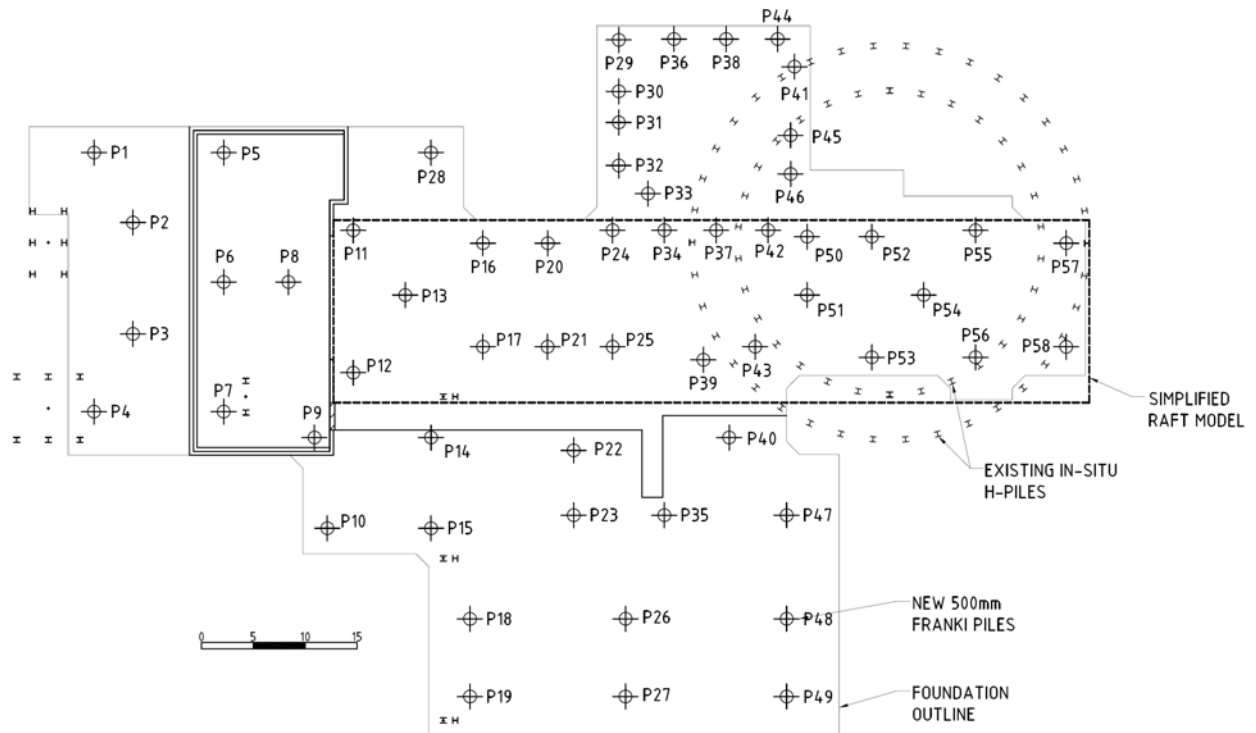 P44
P29 P36 P38
P41
P30
P31
P45
P1 P5 P28
P32
P46
P33
P2
P11 P16 P20 P24 P34 P37 P42 P50 P52 P55 P57
P6 P8
P13 P51 P54
P3
P17 P21 P25 P56 P58
P12 P39 P43 P53
P7
P4 P9
SIMPLIFIED
RAFT MODEL
P14 P22 P40
EXISTING IN-SITU
H-PILES
P10 P15 P23 P35 P47
NEW 500mm
FRANKI PILES
P18 P26 P48
0 5 10 15
P19 P27 P49
FOUNDATION
OUTLINE